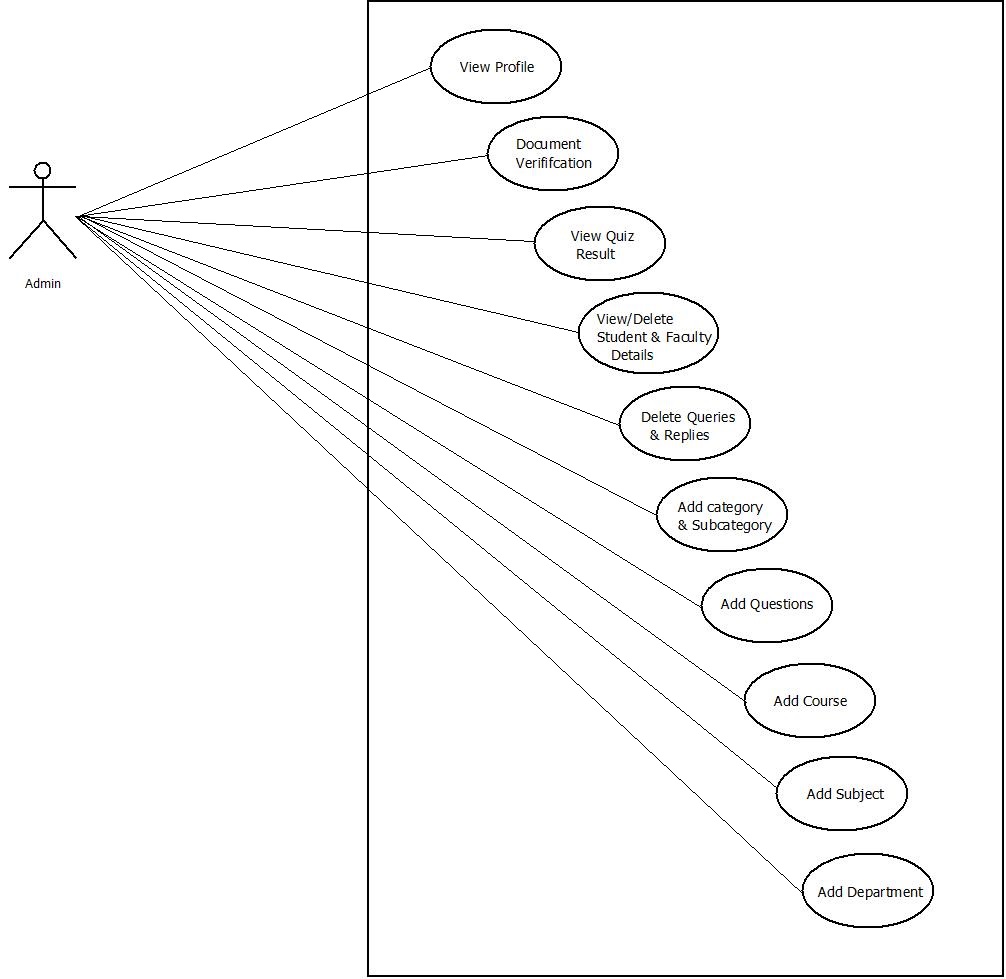 View Profile
Document
Verififcation
Admin
View Quiz
Result
View/Delete
Student & Faculty
Details
Delete Queries
& Replies
Add category
& Subcategory
Add Questions
Add Course
Add Subject
Add Department